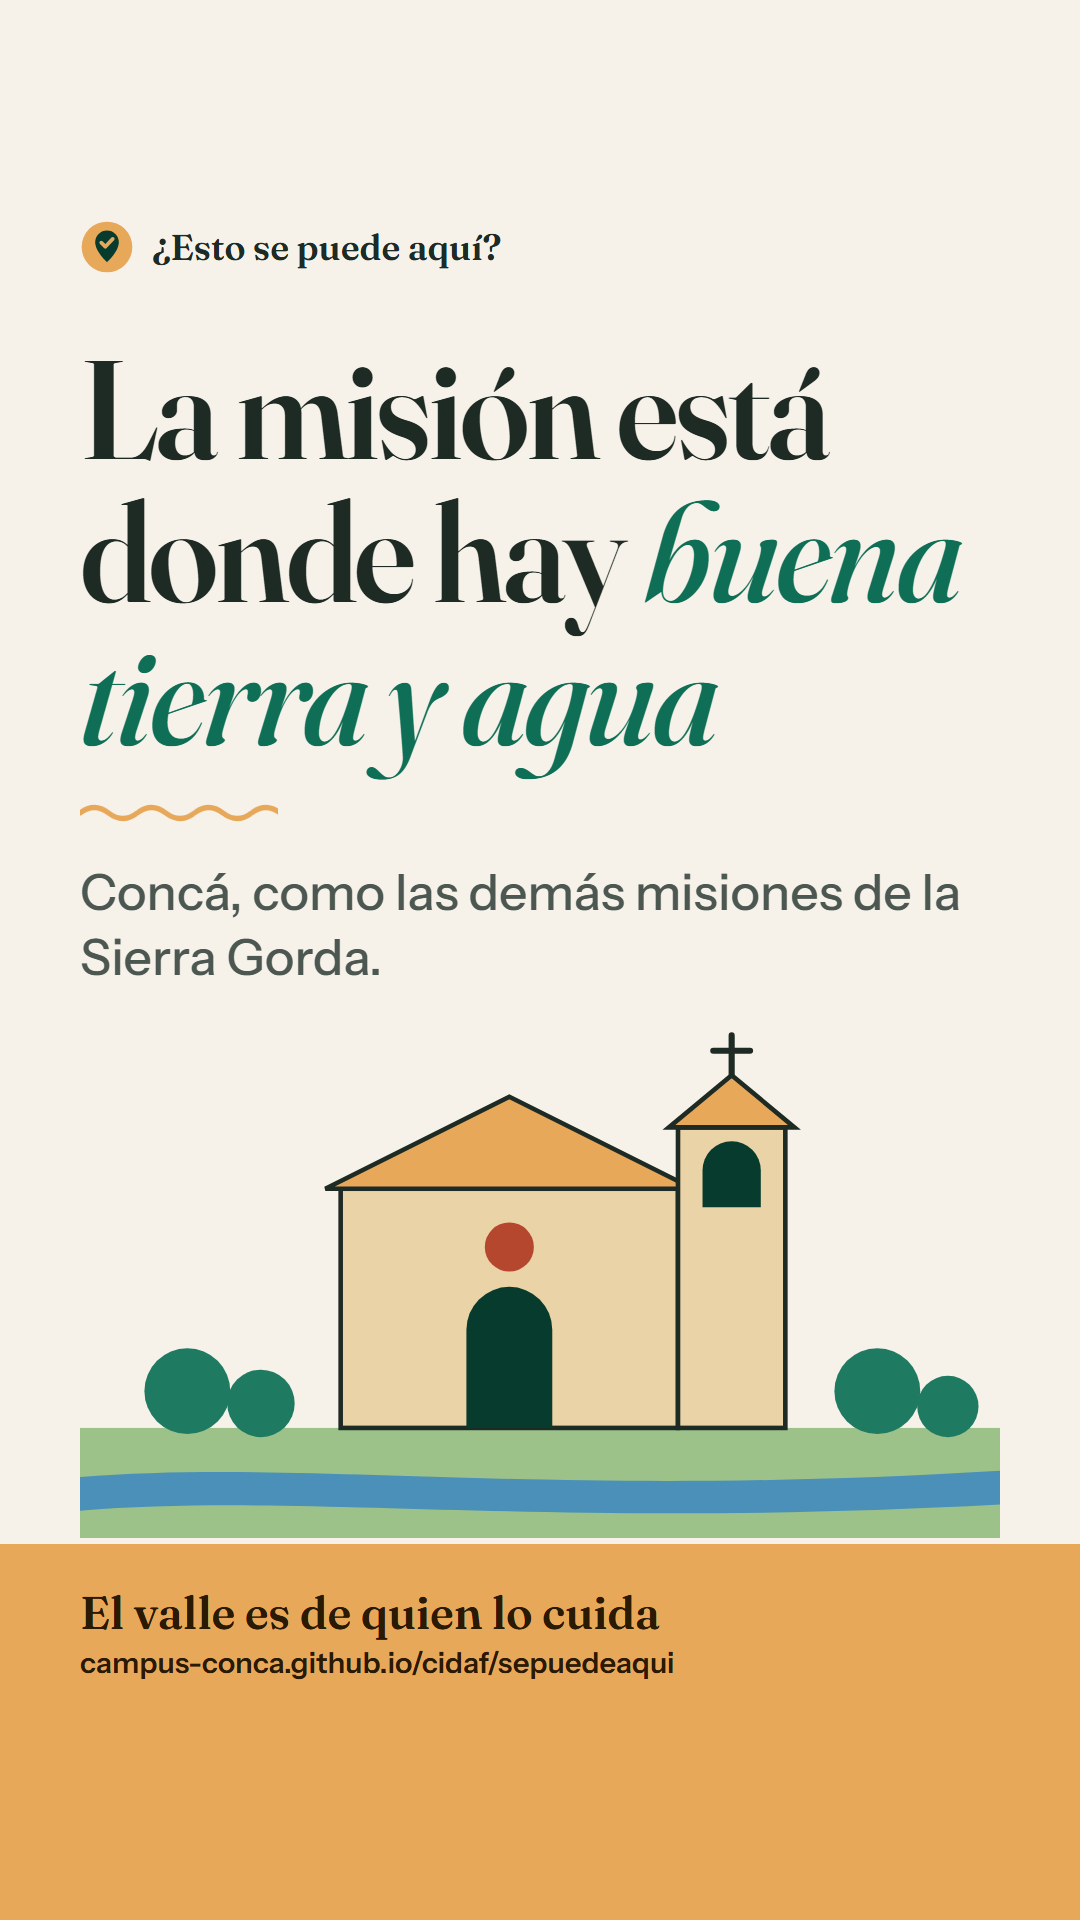 ¿Esto se puede aquí?
La misión está
donde hay buena
tierra y agua
Concá, como las demás misiones de la
Sierra Gorda.
El valle es de quien lo cuida
campus-conca.github.io/cidaf/sepuedeaqui